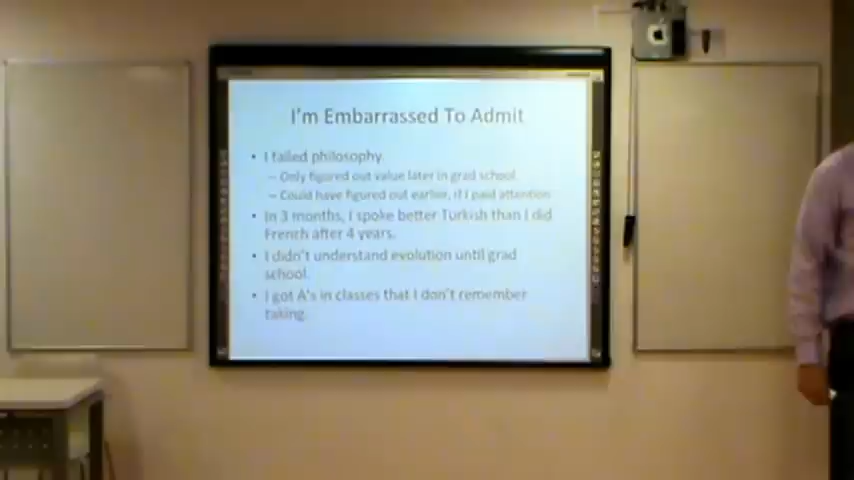 I'm Embarrassed To Admit
• I failed philosophy
– Only figured out value later in grad school
– Could have figured out earlier, if I paid attention
• In 3 months, I spoke better Turkish than I did
French after 4 years.
• I didn't understand evolution until grad
school.
• I got A's in classes that I don't remember
taking.